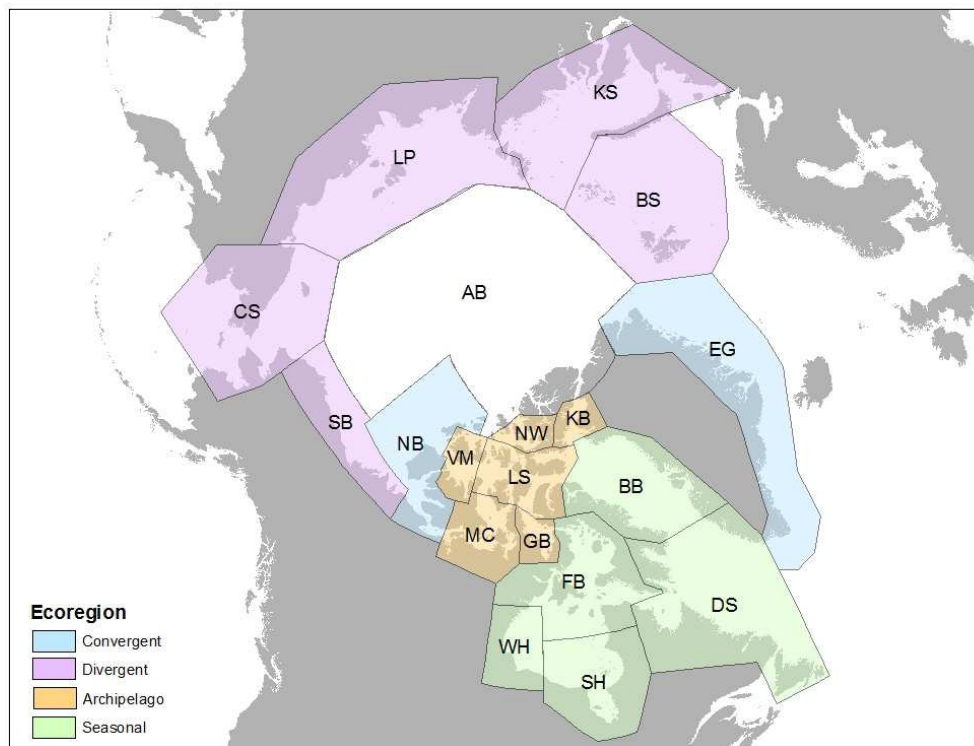 KS
LP
BS
AB
CS
EG
SB
NB
KB
NW
VM
LS
BB
MC
GB
FB
DS
WH
SH
Ecoregion
Convergent
Divergent
Archipelago
Seasonal